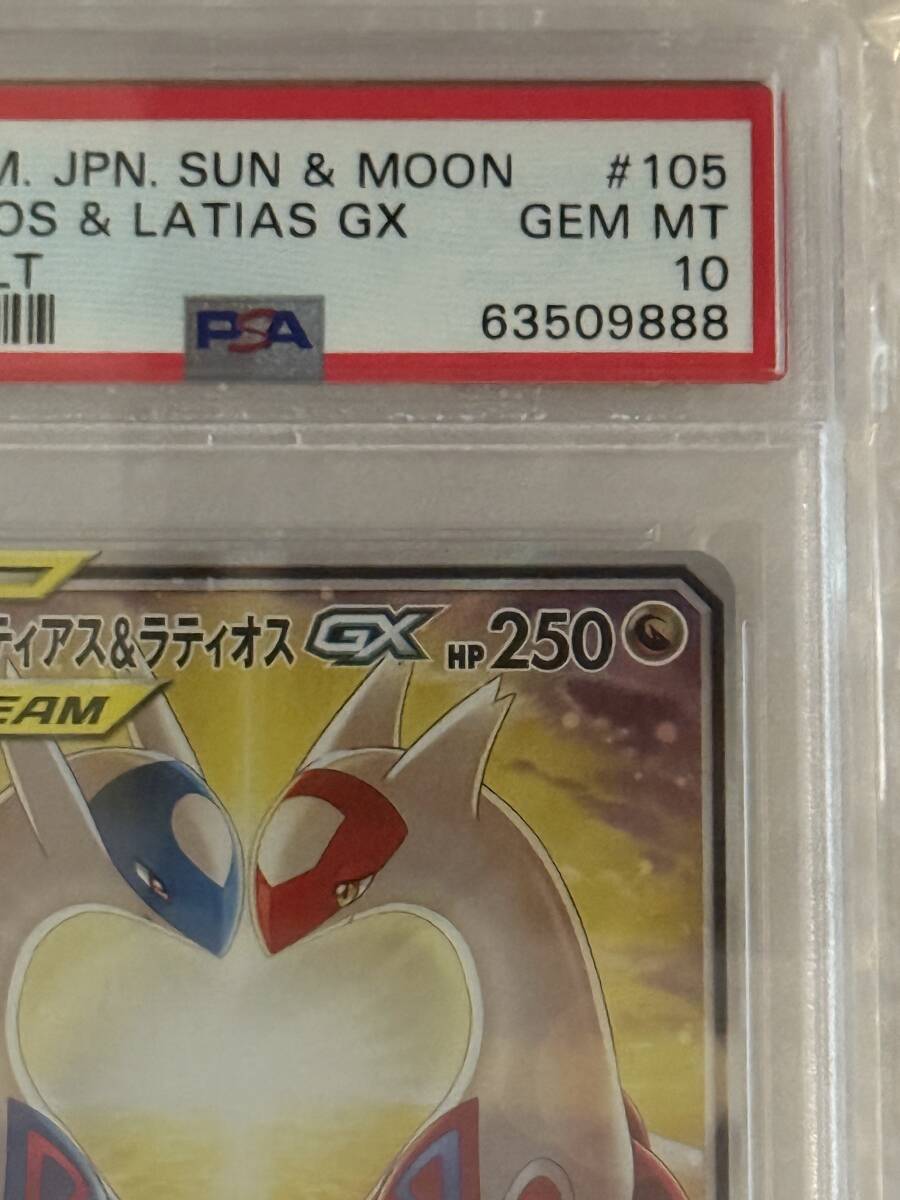 M. JPN. SUN & MOON #105
OS & LATIAS GX GEM MT
LT 10
PSA 63509888
ティアス&ラティオス GX HP 250
EAM